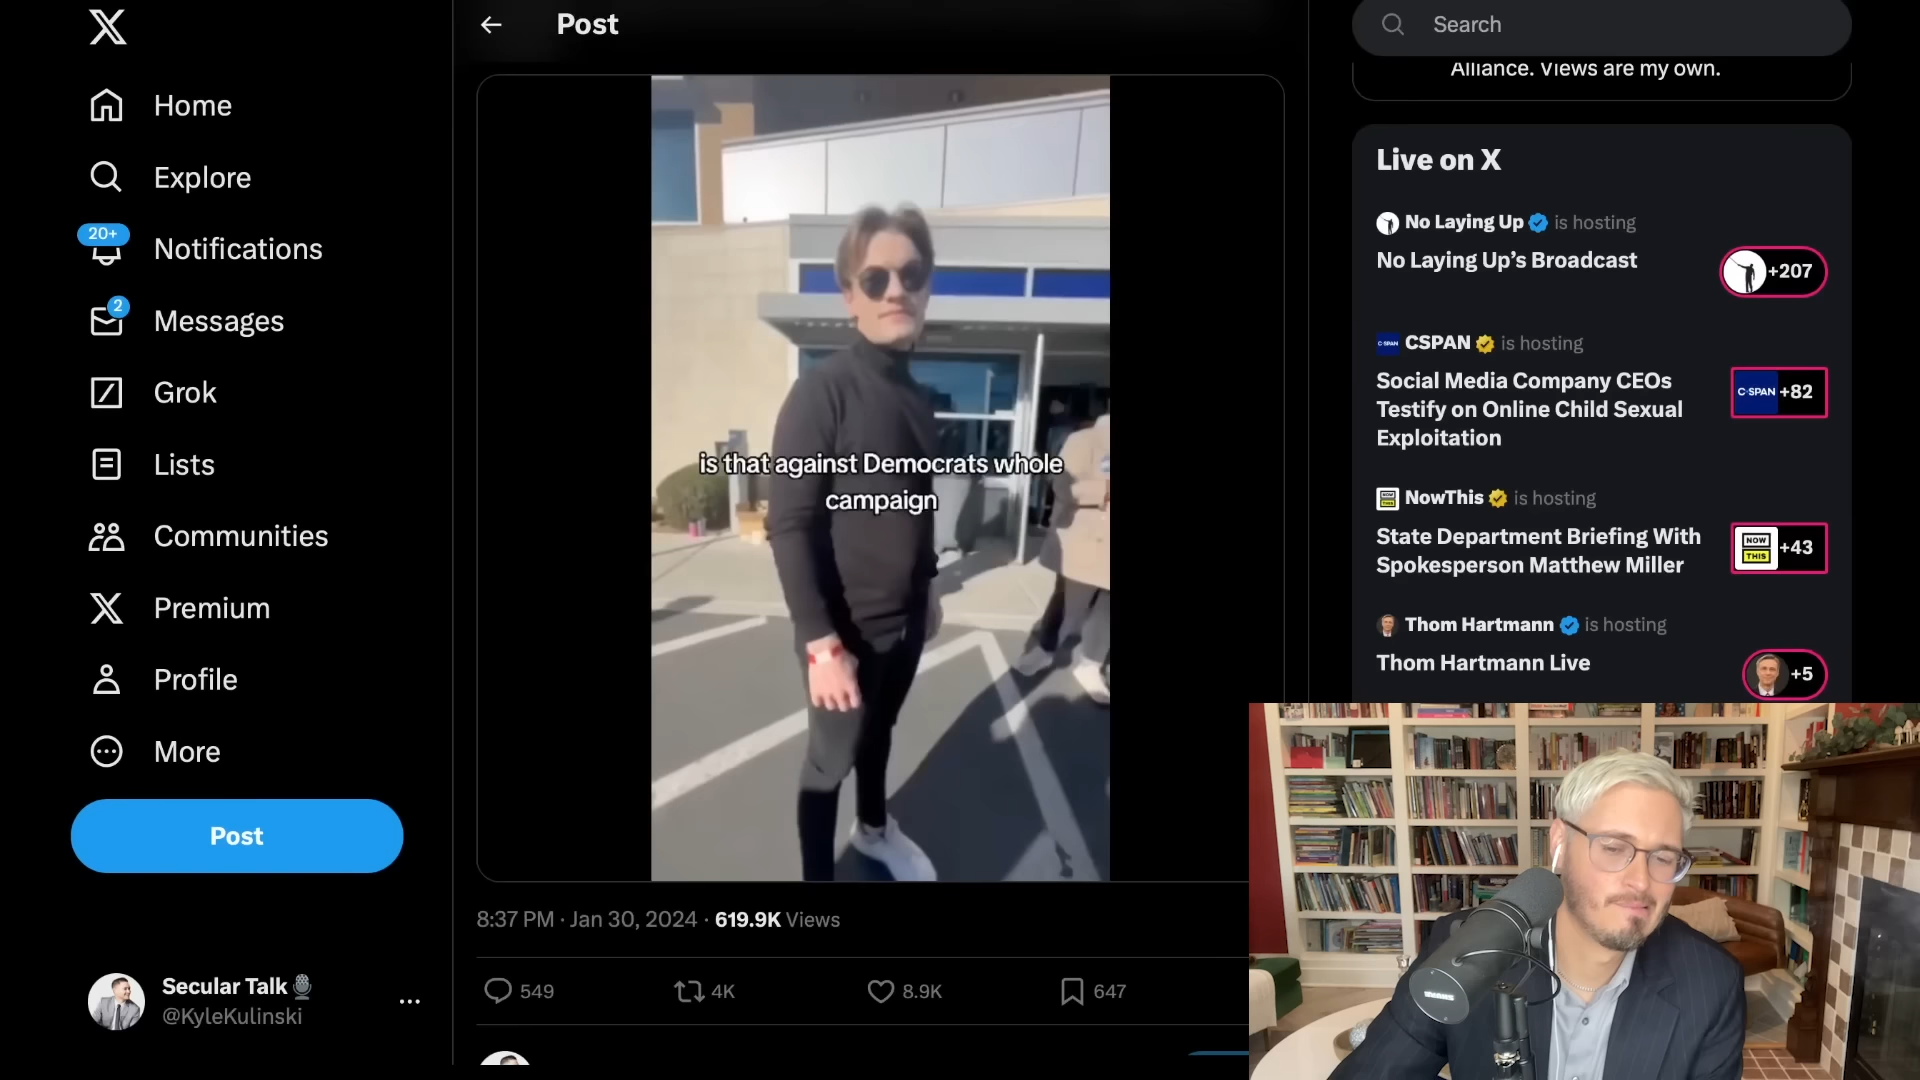 Home
Explore
20+
Notifications
2
Messages
Grok
Lists
Communities
Premium
Profile
More
Post
Secular Talk
@KyleKulinski
Post
is that against Democrats whole
campaign
8:37 PM · Jan 30, 2024 · 619.9K Views
549
4K
8.9K
647
Search
Alliance. Views are my own.
Live on X
No Laying Up is hosting
No Laying Up's Broadcast
+207
C-SPAN CSPAN is hosting
Social Media Company CEOs
Testify on Online Child Sexual
Exploitation
C-SPAN +82
NowThis is hosting
State Department Briefing With
Spokesperson Matthew Miller
NOW
THIS
+43
Thom Hartmann is hosting
Thom Hartmann Live
+5